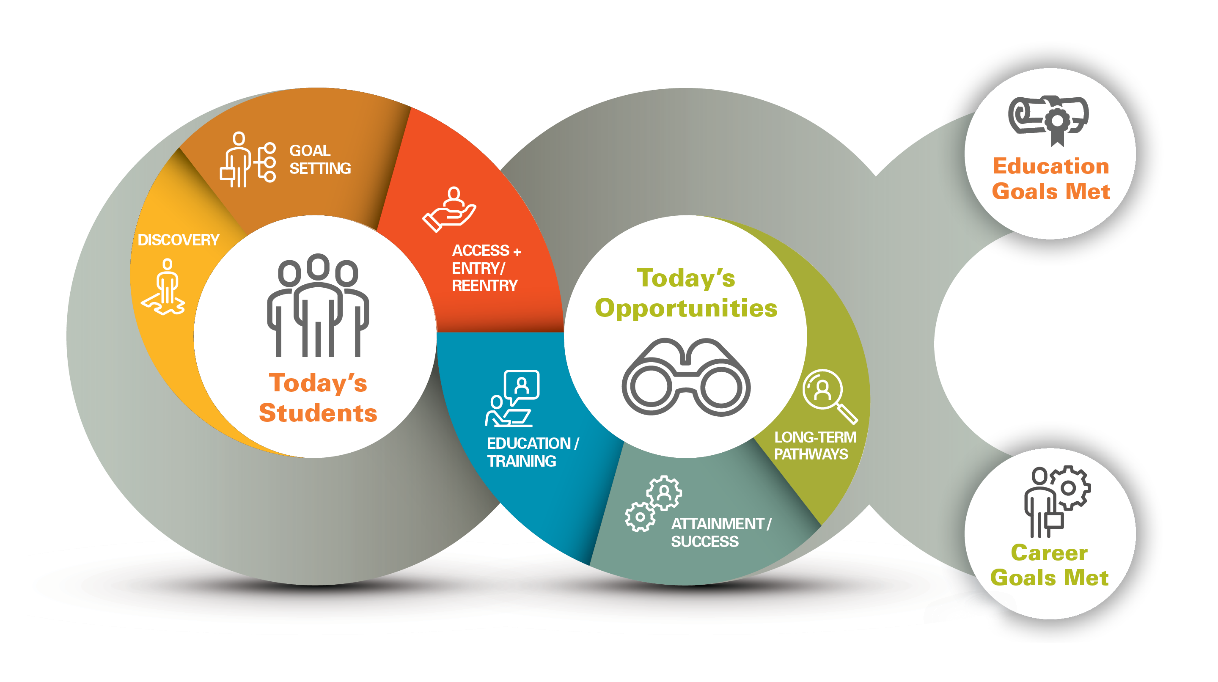 DISCOVERY
GOAL
SETTING
ACCESS +
ENTRY/
REENTRY
Today's
Students
EDUCATION /
TRAINING
ATTAINMENT /
SUCCESS
LONG-TERM
PATHWAYS
Today's
Opportunities
Education
Goals Met
Career
Goals Met